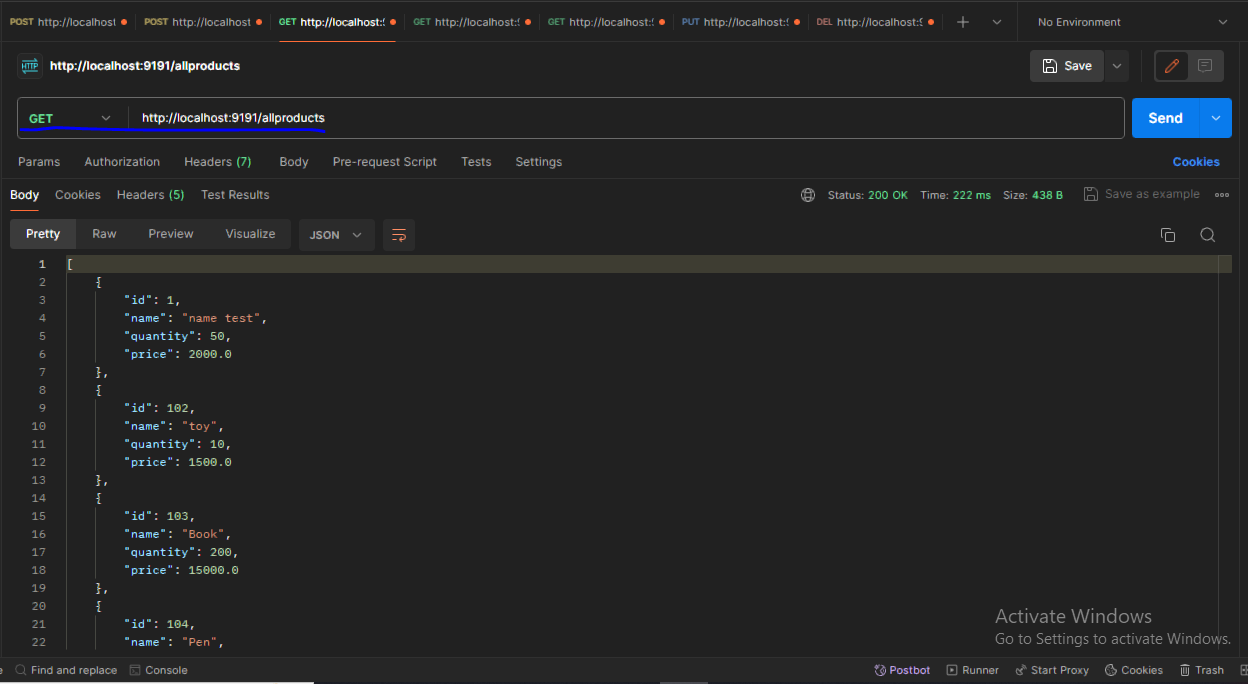 POST http://localhost POST http://localhost GET http://localhost:9 GET http://localhost:9 GET http://localhost:9 PUT http://localhost:9 DEL http://localhost:9 No Environment
HTTP http://localhost:9191/allproducts Save
GET http://localhost:9191/allproducts Send
Params Authorization Headers (7) Body Pre-request Script Tests Settings Cookies
Body Cookies Headers (5) Test Results Status: 200 OK Time: 222 ms Size: 438 B Save as example
Pretty Raw Preview Visualize JSON
1 [
2 {
3 "id": 1,
4 "name": "name test",
5 "quantity": 50,
6 "price": 2000.0
7 },
8 {
9 "id": 102,
10 "name": "toy",
11 "quantity": 10,
12 "price": 1500.0
13 },
14 {
15 "id": 103,
16 "name": "Book",
17 "quantity": 200,
18 "price": 15000.0
19 },
20 {
21 "id": 104,
22 "name": "Pen",
Activate Windows
Go to Settings to activate Windows.
Find and replace Console Postbot Runner Start Proxy Cookies Trash